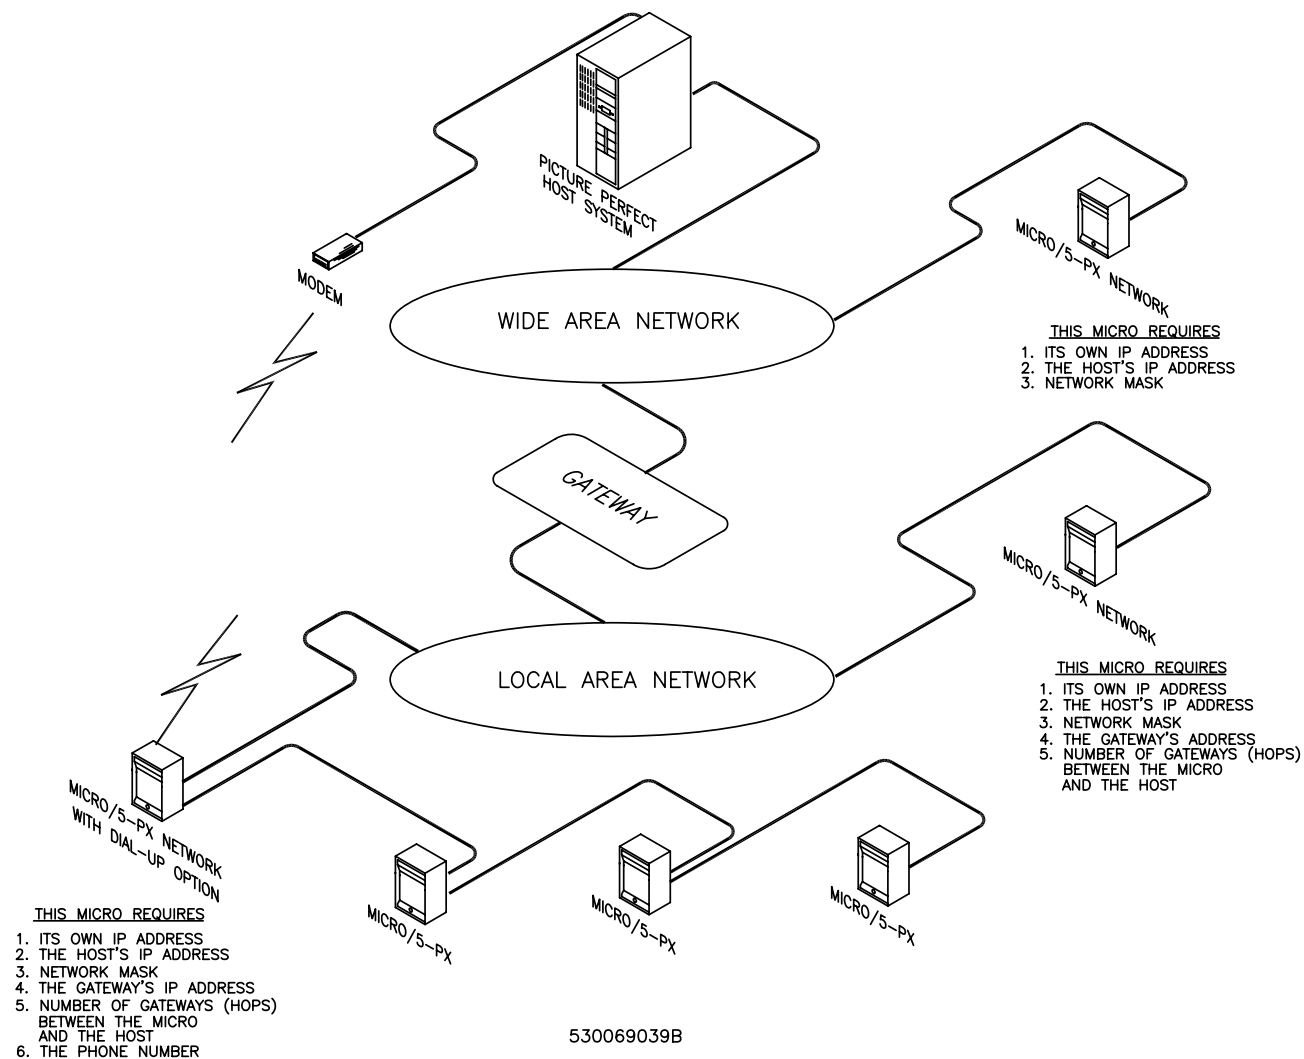 PICTURE PERFECT
HOST SYSTEM
MODEM
WIDE AREA NETWORK
MICRO/5-PX NETWORK
THIS MICRO REQUIRES
1. ITS OWN IP ADDRESS
2. THE HOST'S IP ADDRESS
3. NETWORK MASK
GATEWAY
MICRO/5-PX NETWORK
LOCAL AREA NETWORK
THIS MICRO REQUIRES
1. ITS OWN IP ADDRESS
2. THE HOST'S IP ADDRESS
3. NETWORK MASK
4. THE GATEWAY'S ADDRESS
5. NUMBER OF GATEWAYS (HOPS)
BETWEEN THE MICRO
AND THE HOST
MICRO/5-PX NETWORK
WITH DIAL-UP OPTION
MICRO/5-PX
MICRO/5-PX
MICRO/5-PX
THIS MICRO REQUIRES
1. ITS OWN IP ADDRESS
2. THE HOST'S IP ADDRESS
3. NETWORK MASK
4. THE GATEWAY'S IP ADDRESS
5. NUMBER OF GATEWAYS (HOPS)
BETWEEN THE MICRO
AND THE HOST
6. THE PHONE NUMBER
530069039B